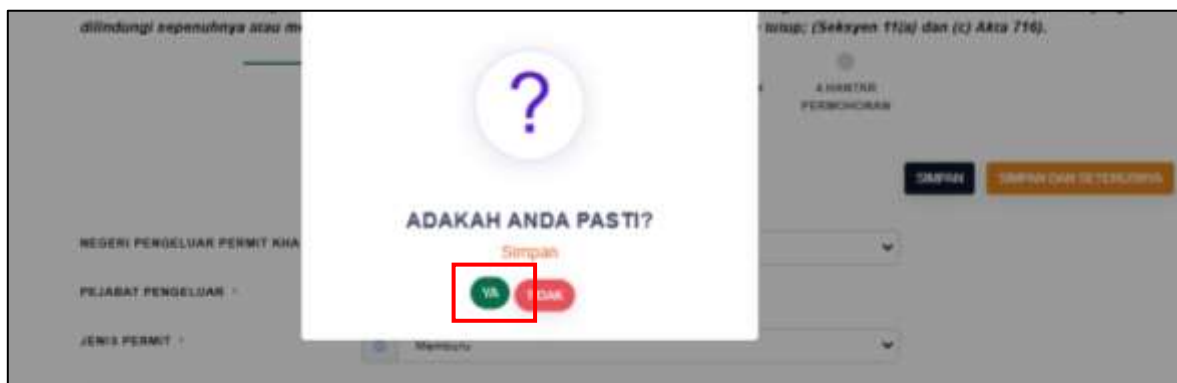 dilindungi sepenuhnya atau
tutup; (Seksyen 11(a) dan (c) Akta 716).
4.HANTAR
PERMOHONAN
?
SIMPAN
SIMPAN DAN SETERUSNYA
ADAKAH ANDA PASTI?
NEGERI PENGELUAR PERMIT KHA
Simpan
YA
TIDAK
PEJABAT PENGELUAR *
JENIS PERMIT *
Memburu